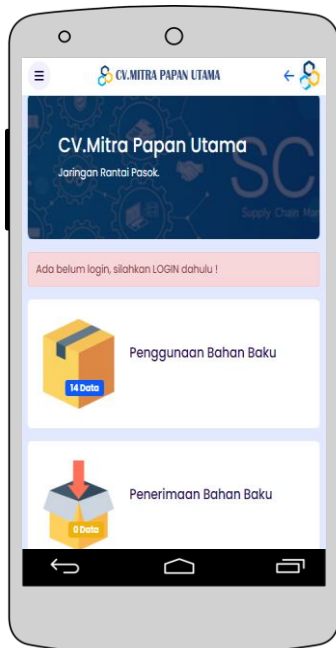 CV.MITRA PAPAN UTAMA
CV.Mitra Papan Utama
Jaringan Rantai Pasok.
SC
Supply Chain Mar
Ada belum login, silahkan LOGIN dahulu !
Penggunaan Bahan Baku
14 Data
Penerimaan Bahan Baku
0 Data